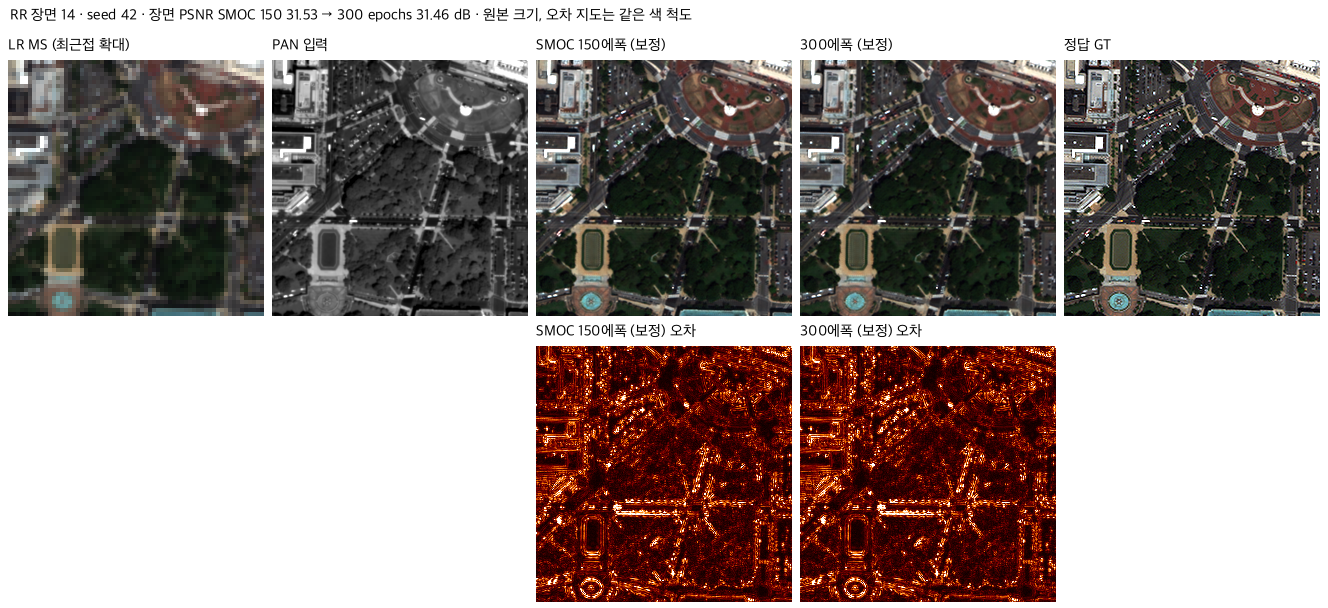 RR 장면 14 · seed 42 · 장면 PSNR SMOC 150 31.53 → 300 epochs 31.46 dB · 원본 크기, 오차 지도는 같은 색 척도
LR MS (최근접 확대)
PAN 입력
SMOC 150에폭 (보정)
300에폭 (보정)
정답 GT
SMOC 150에폭 (보정) 오차
300에폭 (보정) 오차